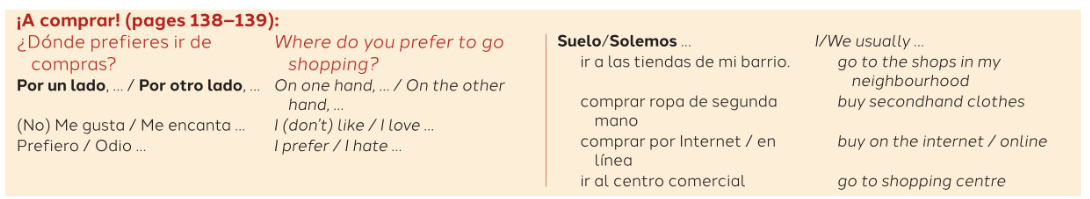 ¡A comprar! (pages 138–139):
¿Dónde prefieres ir de compras?
Where do you prefer to go shopping?
Por un lado, ... / Por otro lado, ...
On one hand, ... / On the other hand, ...
(No) Me gusta / Me encanta ...
I (don't) like / I love ...
Prefiero / Odio ...
I prefer / I hate ...
Suelo/Solemos ...
I/We usually ...
ir a las tiendas de mi barrio.
go to the shops in my neighbourhood
comprar ropa de segunda mano
buy secondhand clothes
comprar por Internet / en línea
buy on the internet / online
ir al centro comercial
go to shopping centre